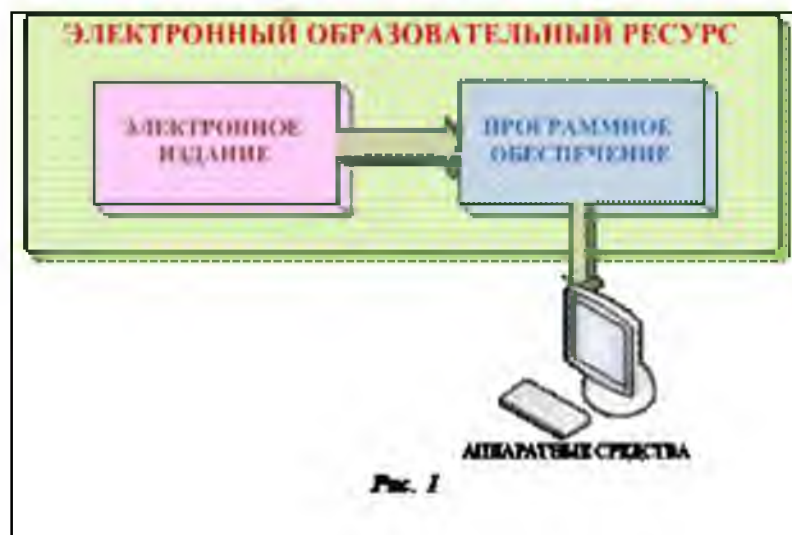 ЭЛЕКТРОННЫЙ ОБРАЗОВАТЕЛЬНЫЙ РЕСУРС
ЭЛЕКТРОННОЕ
ИЗДАНИЕ
ПРОГРАММНОЕ
ОБЕСПЕЧЕНИЕ
АППАРАТНЫЕ СРЕДСТВА
Рис. 1